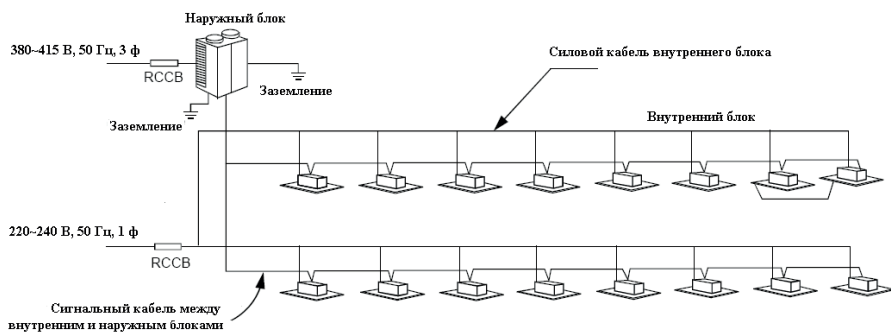 Наружный блок
380~415 В, 50 Гц, 3 ф
RCCB
Заземление
Заземление
Силовой кабель внутреннего блока
Внутренний блок
220~240 В, 50 Гц, 1 ф
RCCB
Сигнальный кабель между
внутренним и наружным блоками